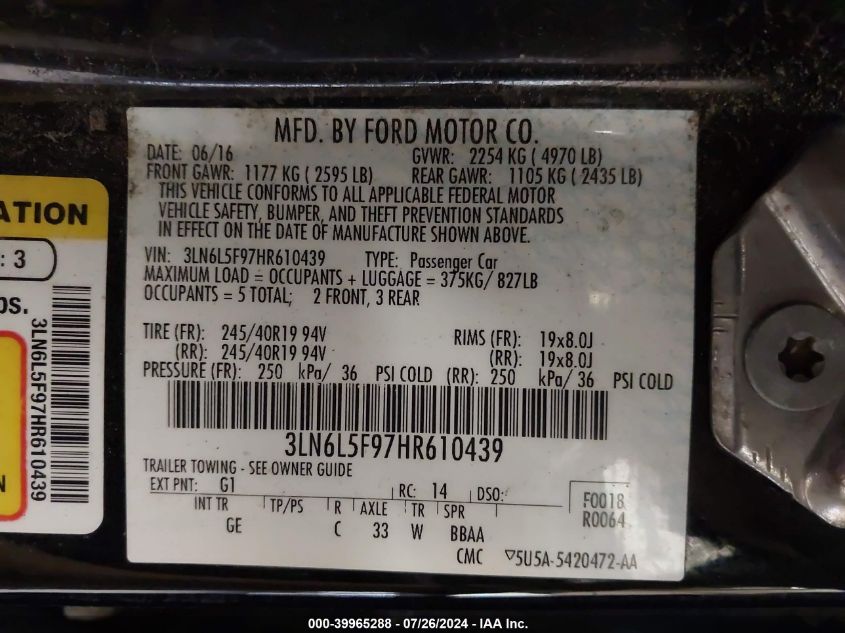 MFD. BY FORD MOTOR CO.
DATE: 06/16 GVWR: 2254 KG ( 4970 LB)
FRONT GAWR: 1177 KG ( 2595 LB) REAR GAWR: 1105 KG ( 2435 LB)
THIS VEHICLE CONFORMS TO ALL APPLICABLE FEDERAL MOTOR
VEHICLE SAFETY, BUMPER, AND THEFT PREVENTION STANDARDS
IN EFFECT ON THE DATE OF MANUFACTURE SHOWN ABOVE.
VIN: 3LN6L5F97HR610439 TYPE: Passenger Car
MAXIMUM LOAD = OCCUPANTS + LUGGAGE = 375KG/ 827LB
OCCUPANTS = 5 TOTAL; 2 FRONT, 3 REAR
TIRE (FR): 245/40R19 94V RIMS (FR): 19x8.0J
(RR): 245/40R19 94V (RR): 19x8.0J
PRESSURE (FR): 250 kPa/ 36 PSI COLD (RR): 250 kPa/ 36 PSI COLD
3LN6L5F97HR610439
TRAILER TOWING - SEE OWNER GUIDE
EXT PNT: G1 RC: 14 DSO: F0018
INT TR TP/PS R AXLE TR SPR R0064
GE C 33 W BBAA
CMC ▽5U5A-5420472-AA
ATION
: 3
os.
3LN6L5F97HR610439
N
000-39965288 - 07/26/2024 - IAA Inc.